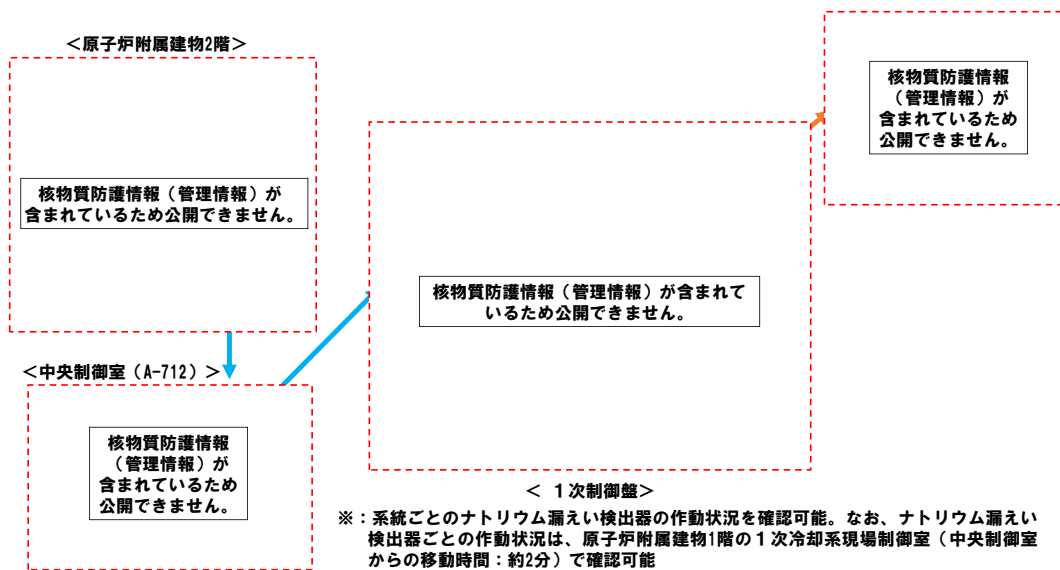 <原子炉附属建物2階>
核物質防護情報（管理情報）が
含まれているため公開できません。
<中央制御室（A-712）>
核物質防護情報
（管理情報）が
含まれているため
公開できません。
核物質防護情報（管理情報）が含まれて
いるため公開できません。
< １次制御盤>
核物質防護情報
（管理情報）が
含まれているため
公開できません。
※：系統ごとのナトリウム漏えい検出器の作動状況を確認可能。なお、ナトリウム漏えい
検出器ごとの作動状況は、原子炉附属建物1階の１次冷却系現場制御室（中央制御室
からの移動時間：約2分）で確認可能